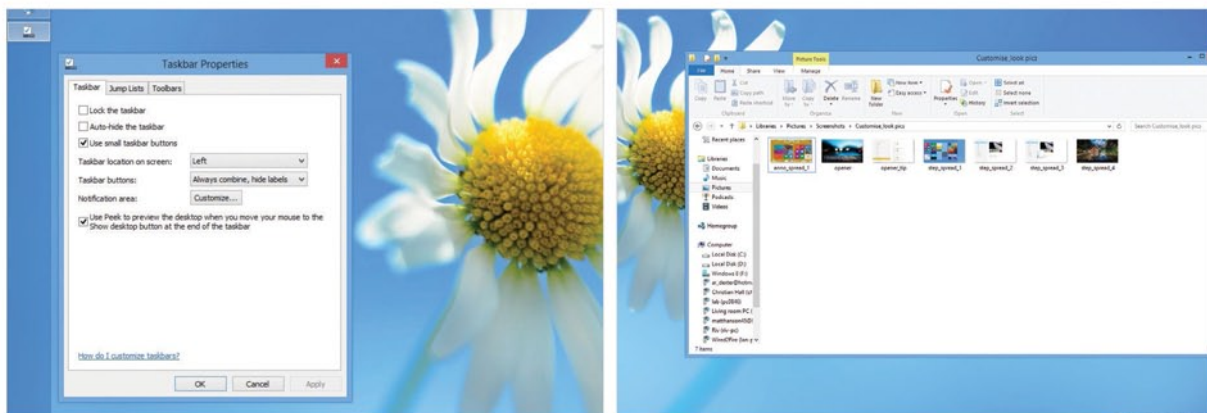 Taskbar Properties
Taskbar
Jump Lists
Toolbars
Lock the taskbar
Auto-hide the taskbar
Use small taskbar buttons
Taskbar location on screen:
Left
Taskbar buttons:
Always combine, hide labels
Notification area:
Customize...
Use Peek to preview the desktop when you move your mouse to the
Show desktop button at the end of the taskbar
How do I customize taskbars?
OK
Cancel
Apply
Picture Tools
Customise_look pics
File
Home
Share
View
Manage
Copy
Paste
Cut
Copy path
Paste shortcut
Clipboard
Move to
Copy to
Delete
Rename
Organise
New folder
New item
Easy access
New
Properties
Open
Edit
History
Open
Select all
Select none
Invert selection
Select
Libraries
Pictures
Screenshots
Customise_look pics
Search Customise_look pics
Recent places
Libraries
Documents
Music
Pictures
Podcasts
Videos
Homegroup
Computer
Local Disk (C:)
Local Disk (D:)
Windows 8 (F:)
Living room PC (
anno_spread_1
opener
opener_tip
step_spread_1
step_spread_2
step_spread_3
step_spread_4
7 items